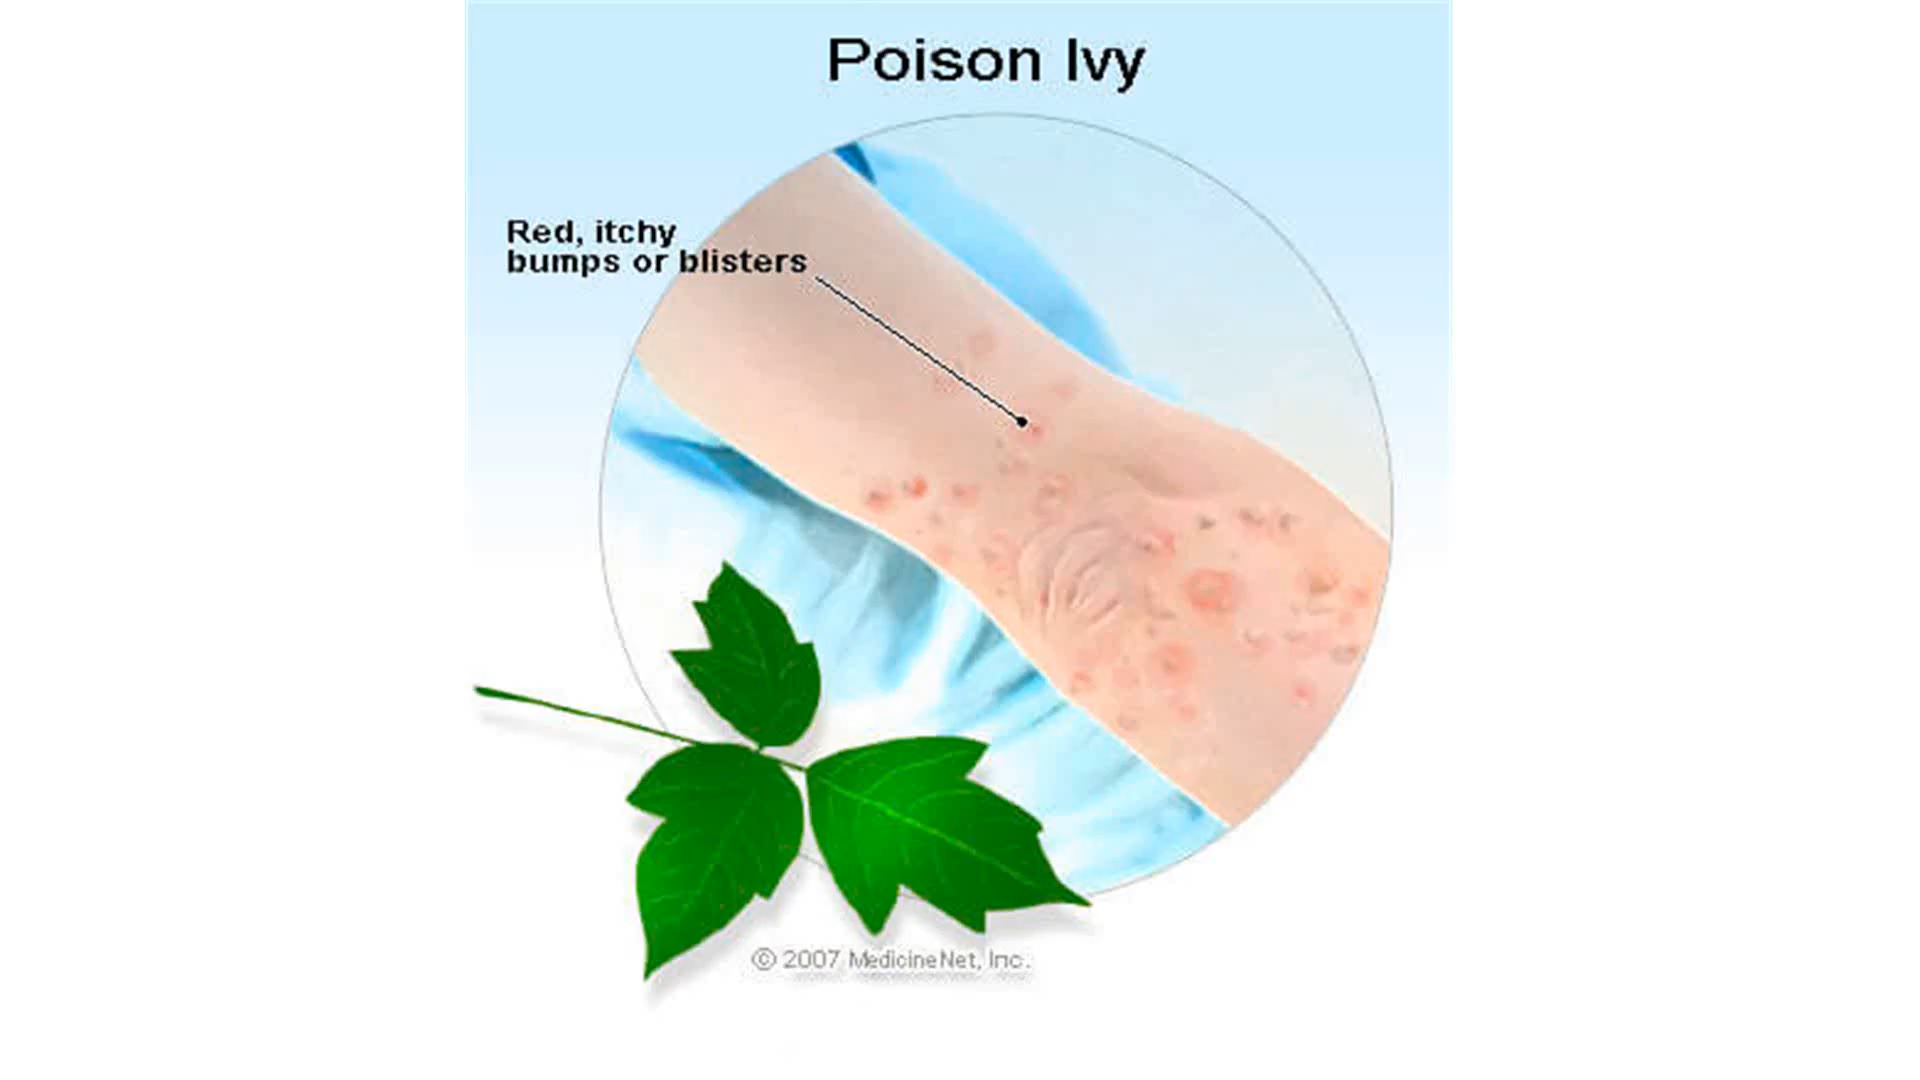 Poison Ivy
Red, itchy
bumps or blisters
© 2007 MedicineNet, Inc.